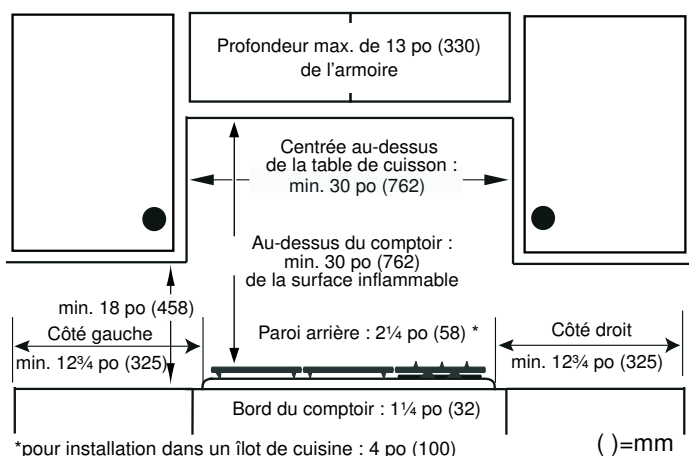 Profondeur max. de 13 po (330)
de l'armoire
Centrée au-dessus
de la table de cuisson :
min. 30 po (762)
Au-dessus du comptoir :
min. 30 po (762)
de la surface inflammable
min. 18 po (458)
Côté gauche
min. 12¾ po (325)
Paroi arrière : 2¼ po (58) *
Côté droit
min. 12¾ po (325)
Bord du comptoir : 1¼ po (32)
*pour installation dans un îlot de cuisine : 4 po (100)
( )=mm